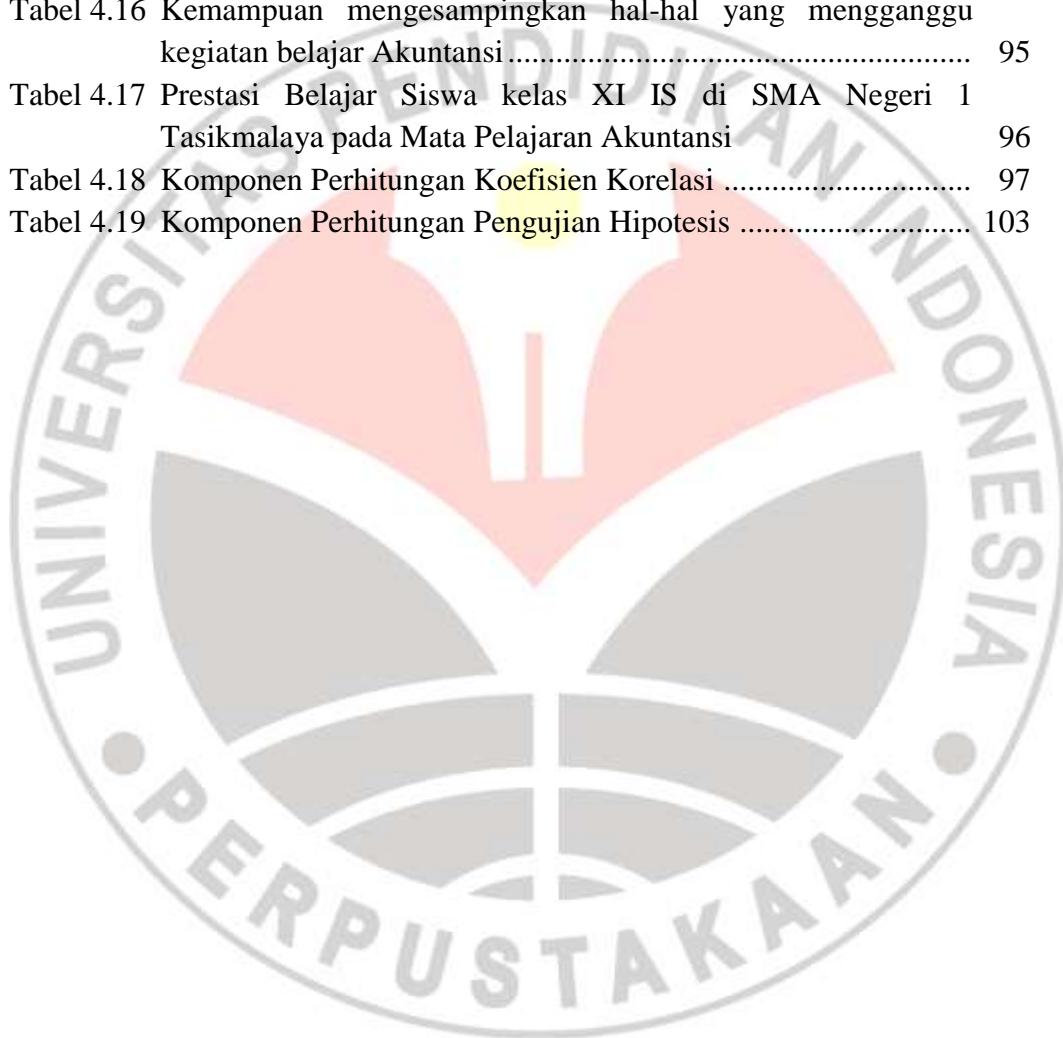 Tabel 4.16 Kemampuan mengesampingkan hal-hal yang mengganggu
kegiatan belajar Akuntansi.......................................................... 95
Tabel 4.17 Prestasi Belajar Siswa kelas XI IS di SMA Negeri 1
Tasikmalaya pada Mata Pelajaran Akuntansi 96
Tabel 4.18 Komponen Perhitungan Koefisien Korelasi ............................... 97
Tabel 4.19 Komponen Perhitungan Pengujian Hipotesis ............................. 103
UNIVERSITAS PENDIDIKAN INDONESIA
PERPUSTAKAAN